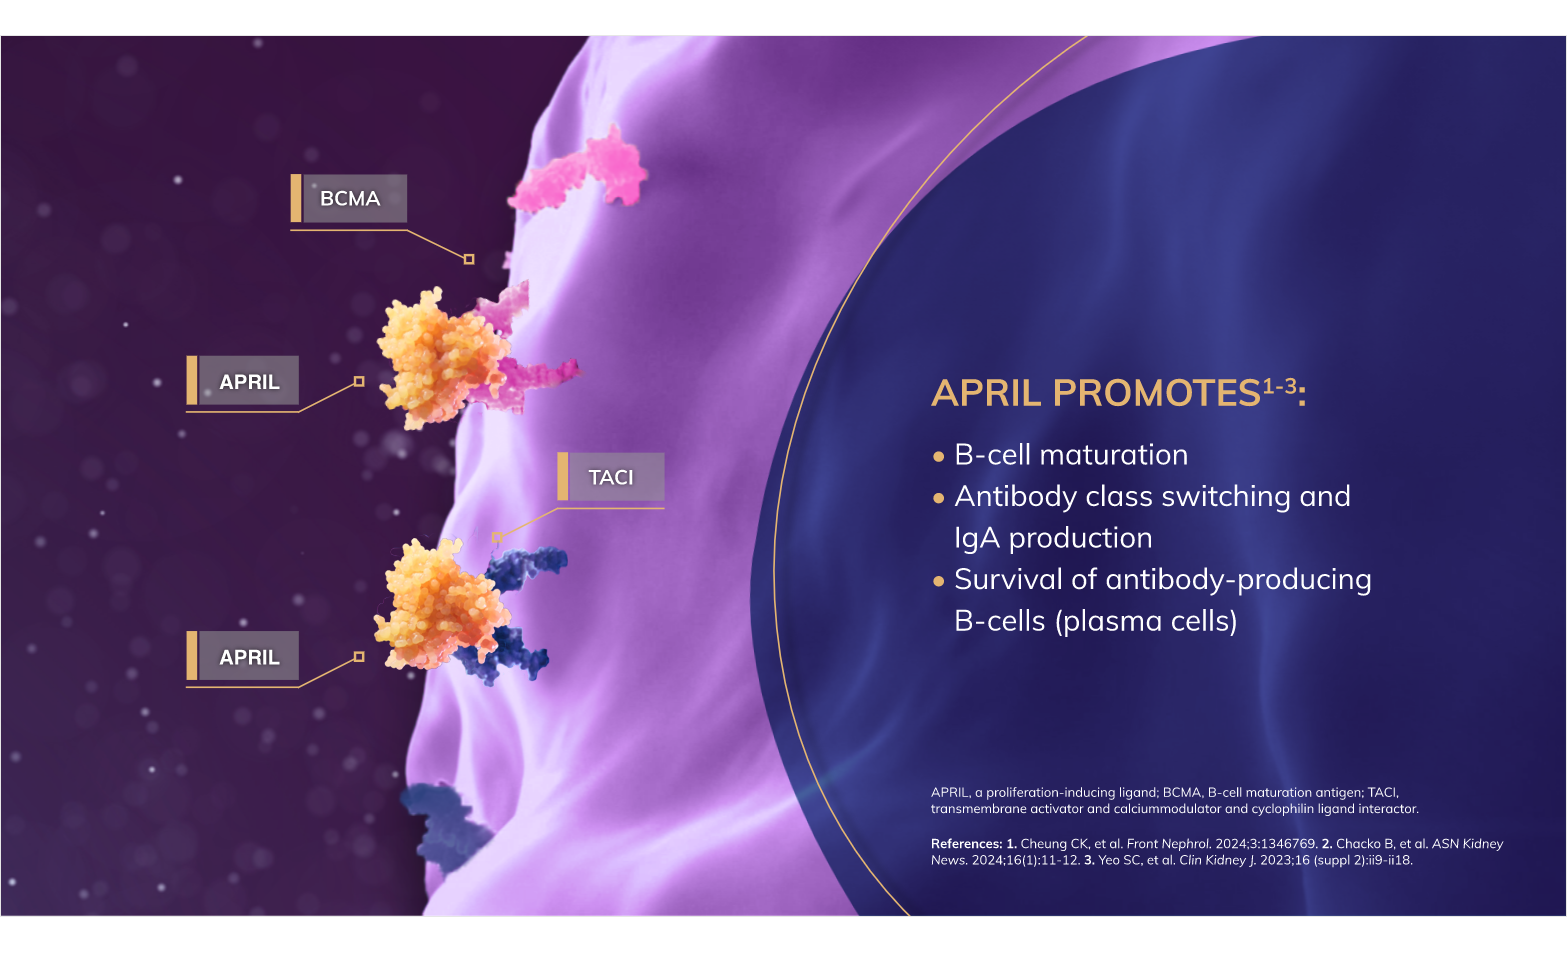 BCMA
APRIL
TACI
APRIL
APRIL PROMOTES¹⁻³:
• B-cell maturation
• Antibody class switching and
IgA production
• Survival of antibody-producing
B-cells (plasma cells)
APRIL, a proliferation-inducing ligand; BCMA, B-cell maturation antigen; TACI,
transmembrane activator and calciummodulator and cyclophilin ligand interactor.
References: 1. Cheung CK, et al. Front Nephrol. 2024;3:1346769. 2. Chacko B, et al. ASN Kidney
News. 2024;16(1):11-12. 3. Yeo SC, et al. Clin Kidney J. 2023;16 (suppl 2):ii9-ii18.